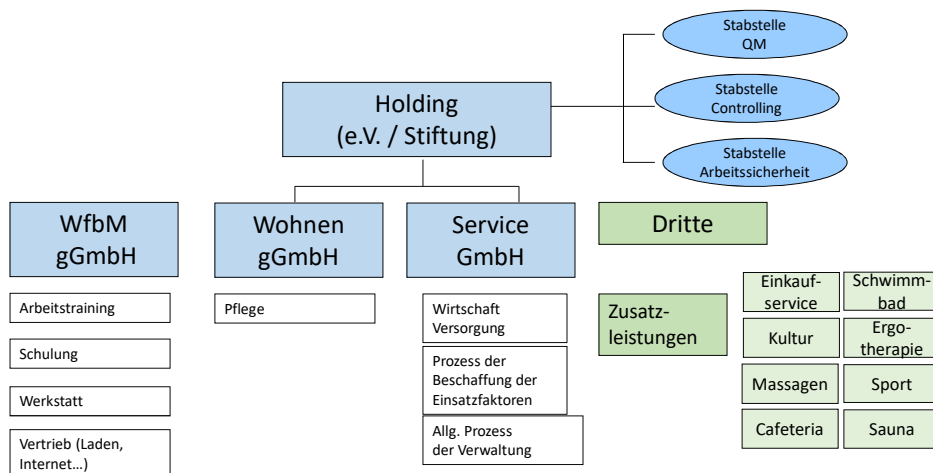 Stabstelle
QM
Holding
(e.V. / Stiftung)
Stabstelle
Controlling
Stabstelle
Arbeitssicherheit
WfbM
gGmbH
Wohnen
gGmbH
Service
GmbH
Dritte
Arbeitstraining
Schulung
Werkstatt
Vertrieb (Laden,
Internet...)
Pflege
Wirtschaft
Versorgung
Prozess der
Beschaffung der
Einsatzfaktoren
Allg. Prozess
der Verwaltung
Zusatz-
leistungen
Einkauf-
service
Schwimm-
bad
Kultur
Ergo-
therapie
Massagen
Sport
Cafeteria
Sauna